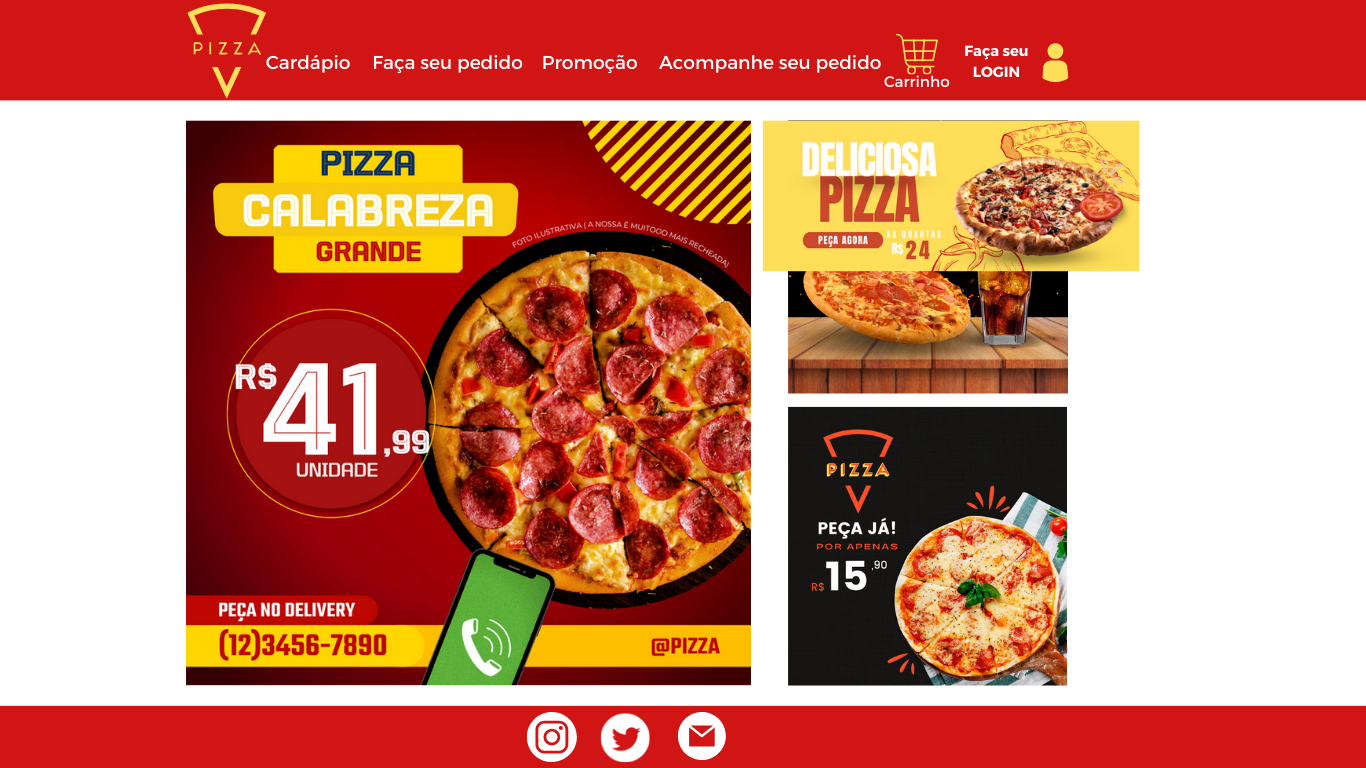 PIZZA
Cardápio
Faça seu pedido
Promoção
Acompanhe seu pedido
Carrinho
Faça seu
LOGIN
PIZZA
CALABREZA
GRANDE
FOTO ILUSTRATIVA ( A NOSSA É MUITOOO MAIS RECHEADA)
R$41,99
UNIDADE
PEÇA NO DELIVERY
(12)3456-7890
@PIZZA
DELICIOSA
PIZZA
PEÇA AGORA
AS QUARTAS
R$24
PIZZA
PEÇA JÁ!
POR APENAS
R$15,90